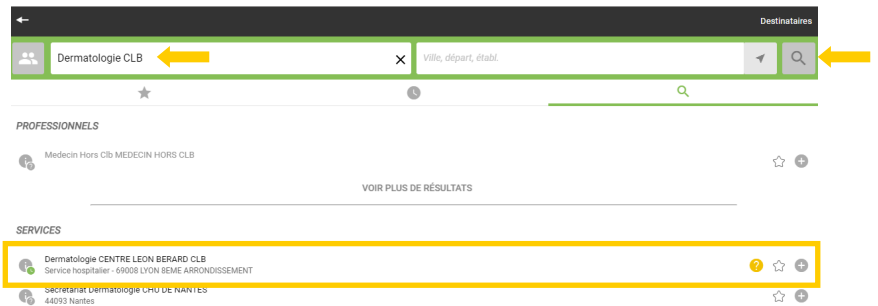 Destinataires
Dermatologie CLB
Ville, départ, établ.
PROFESSIONNELS
Medecin Hors Clb MEDECIN HORS CLB
VOIR PLUS DE RÉSULTATS
SERVICES
Dermatologie CENTRE LEON BERARD CLB
Service hospitalier - 69008 LYON 8EME ARRONDISSEMENT
Secrétariat Dermatologie CHU DE NANTES
44093 Nantes